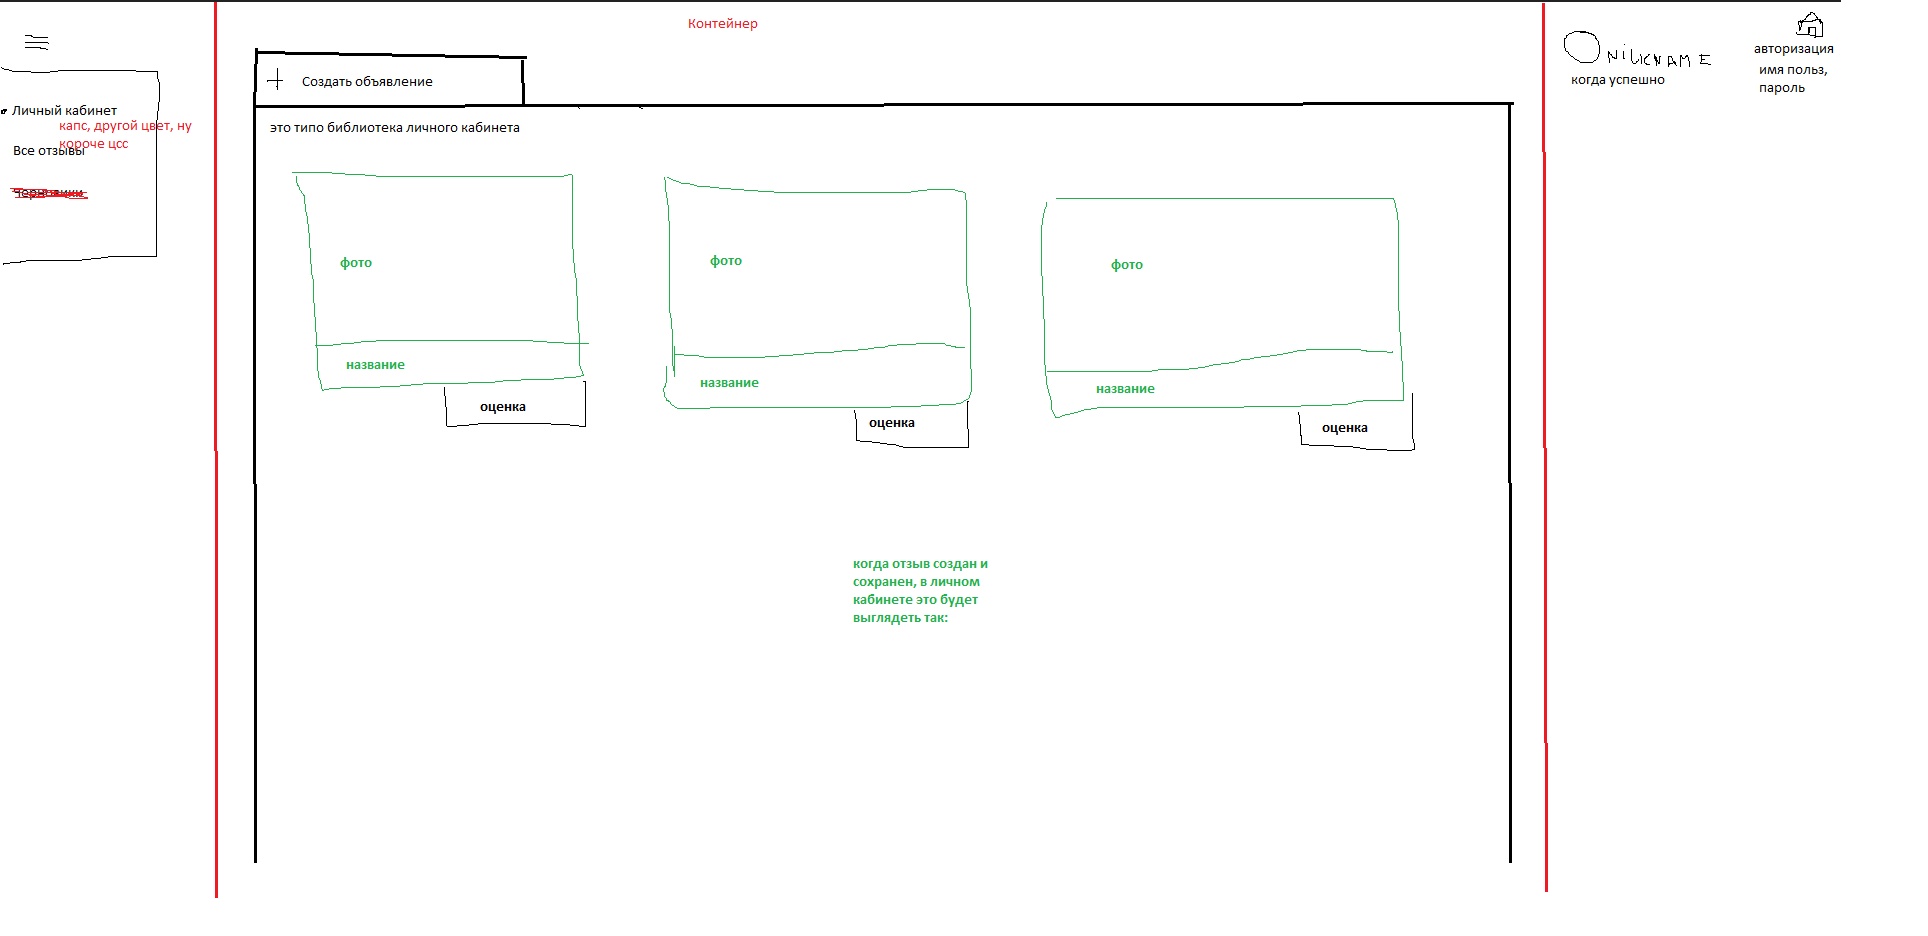 Контейнер
авторизация
имя польз,
пароль
NICKNAME
когда успешно
Создать объявление
Личный кабинет
капс, другой цвет, ну
короче цсс
Все отзывы
Черновики
это типо библиотека личного кабинета
фото
фото
фото
название
название
название
оценка
оценка
оценка
когда отзыв создан и
сохранен, в личном
кабинете это будет
выглядеть так: